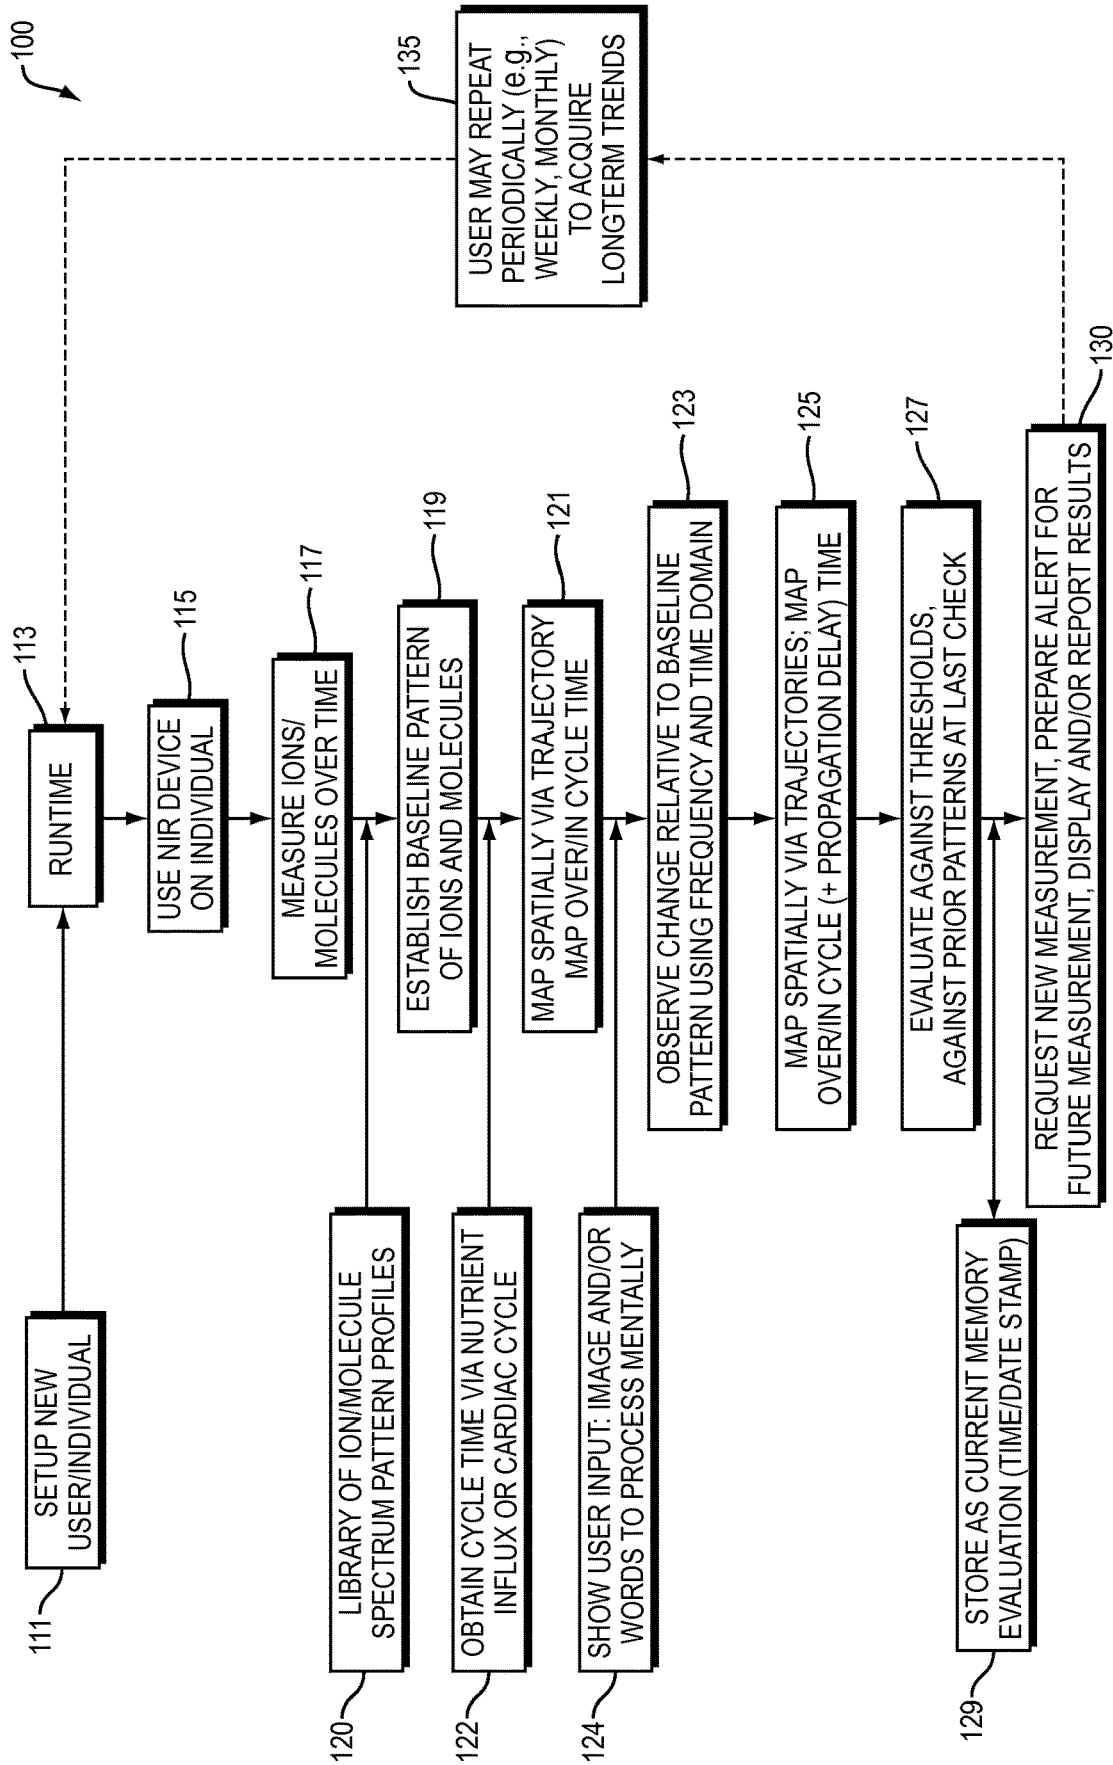 100
111
SETUP NEW
USER/INDIVIDUAL
113
RUNTIME
115
USE NIR DEVICE
ON INDIVIDUAL
117
MEASURE IONS/
MOLECULES OVER TIME
120
LIBRARY OF ION/MOLECULE
SPECTRUM PATTERN PROFILES
119
ESTABLISH BASELINE PATTERN
OF IONS AND MOLECULES
122
OBTAIN CYCLE TIME VIA NUTRIENT
INFLUX OR CARDIAC CYCLE
121
MAP SPATIALLY VIA TRAJECTORY
MAP OVER/IN CYCLE TIME
124
SHOW USER INPUT: IMAGE AND/OR
WORDS TO PROCESS MENTALLY
123
OBSERVE CHANGE RELATIVE TO BASELINE
PATTERN USING FREQUENCY AND TIME DOMAIN
125
MAP SPATIALLY VIA TRAJECTORIES; MAP
OVER/IN CYCLE (+ PROPAGATION DELAY) TIME
127
EVALUATE AGAINST THRESHOLDS,
AGAINST PRIOR PATTERNS AT LAST CHECK
129
STORE AS CURRENT MEMORY
EVALUATION (TIME/DATE STAMP)
130
REQUEST NEW MEASUREMENT, PREPARE ALERT FOR
FUTURE MEASUREMENT, DISPLAY AND/OR REPORT RESULTS
135
USER MAY REPEAT
PERIODICALLY (e.g.,
WEEKLY, MONTHLY)
TO ACQUIRE
LONGTERM TRENDS